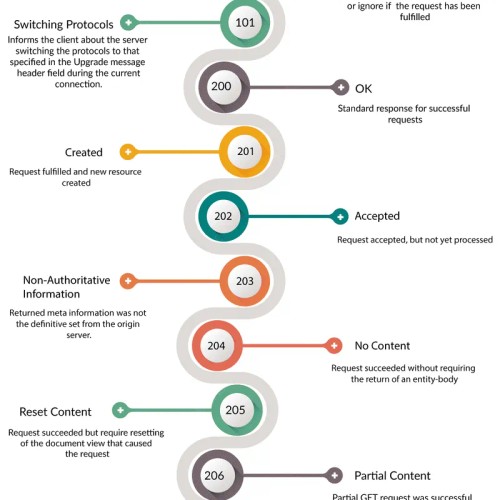 or ignore if the request has been
fulfilled
101
Switching Protocols
Informs the client about the server
switching the protocols to that
specified in the Upgrade message
header field during the current
connection.
200
OK
Standard response for successful
requests
201
Created
Request fulfilled and new resource
created
202
Accepted
Request accepted, but not yet processed
203
Non-Authoritative
Information
Returned meta information was not
the definitive set from the origin
server.
204
No Content
Request succeeded without requiring
the return of an entity-body
205
Reset Content
Request succeeded but require resetting
of the document view that caused
the request
206
Partial Content
Partial GET request was successful